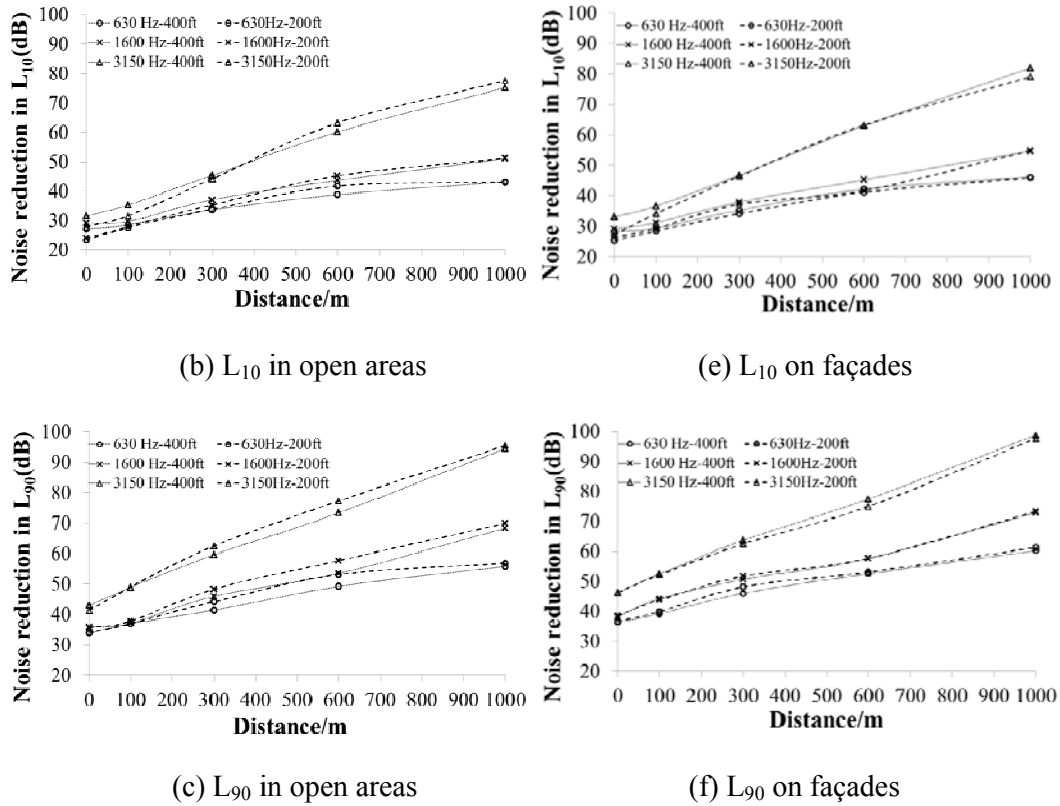 Noise reduction in L10(dB)
100
90
80
70
60
50
40
30
20
630 Hz-400ft 630Hz-200ft
1600 Hz-400ft 1600Hz-200ft
3150 Hz-400ft 3150Hz-200ft
0 100 200 300 400 500 600 700 800 900 1000
Distance/m
(b) L10 in open areas
Noise reduction in L10(dB)
100
90
80
70
60
50
40
30
20
630 Hz-400ft 630Hz-200ft
1600 Hz-400ft 1600Hz-200ft
3150 Hz-400ft 3150Hz-200ft
0 100 200 300 400 500 600 700 800 900 1000
Distance/m
(e) L10 on façades
Noise reduction in L90(dB)
100
90
80
70
60
50
40
30
20
630 Hz-400ft 630Hz-200ft
1600 Hz-400ft 1600Hz-200ft
3150 Hz-400ft 3150Hz-200ft
0 100 200 300 400 500 600 700 800 900 1000
Distance/m
(c) L90 in open areas
Noise reduction in L90(dB)
100
90
80
70
60
50
40
30
20
630 Hz-400ft 630Hz-200ft
1600 Hz-400ft 1600Hz-200ft
3150 Hz-400ft 3150Hz-200ft
0 100 200 300 400 500 600 700 800 900 1000
Distance/m
(f) L90 on façades